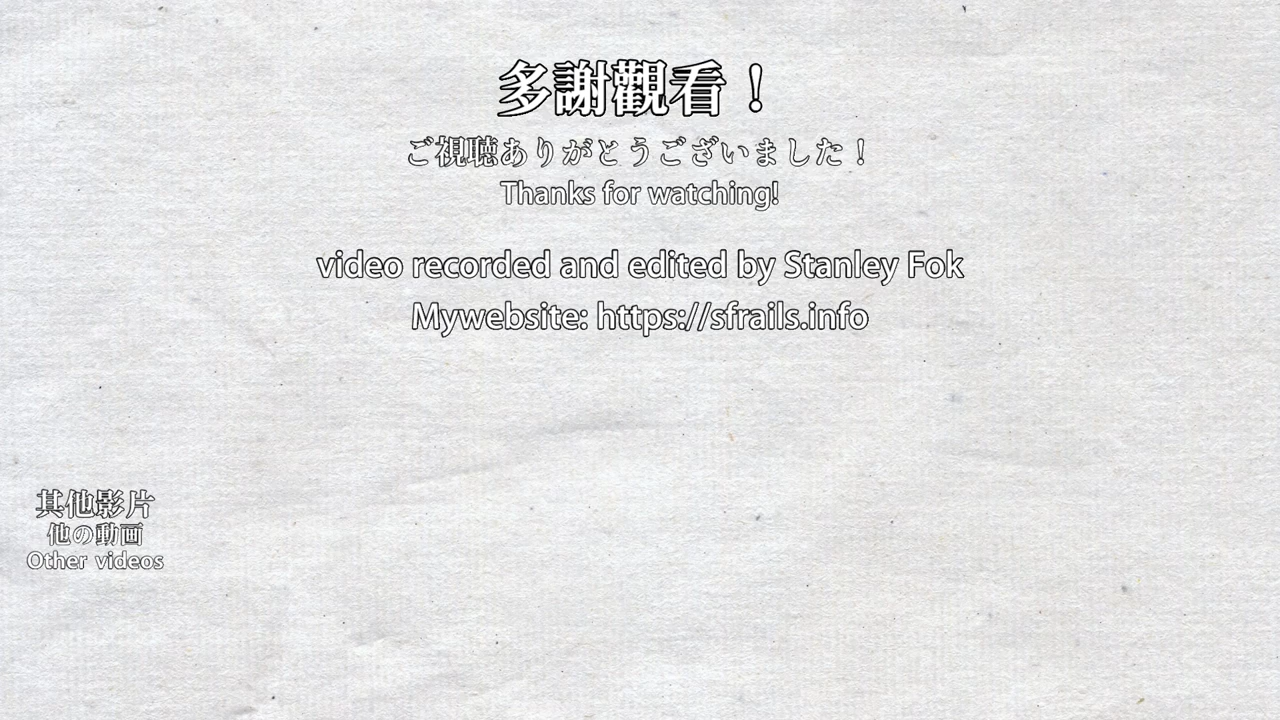 多謝觀看！
ご視聴ありがとうございました！
Thanks for watching!
video recorded and edited by Stanley Fok
Mywebsite: https://sfrails.info
其他影片
他の動画
Other videos